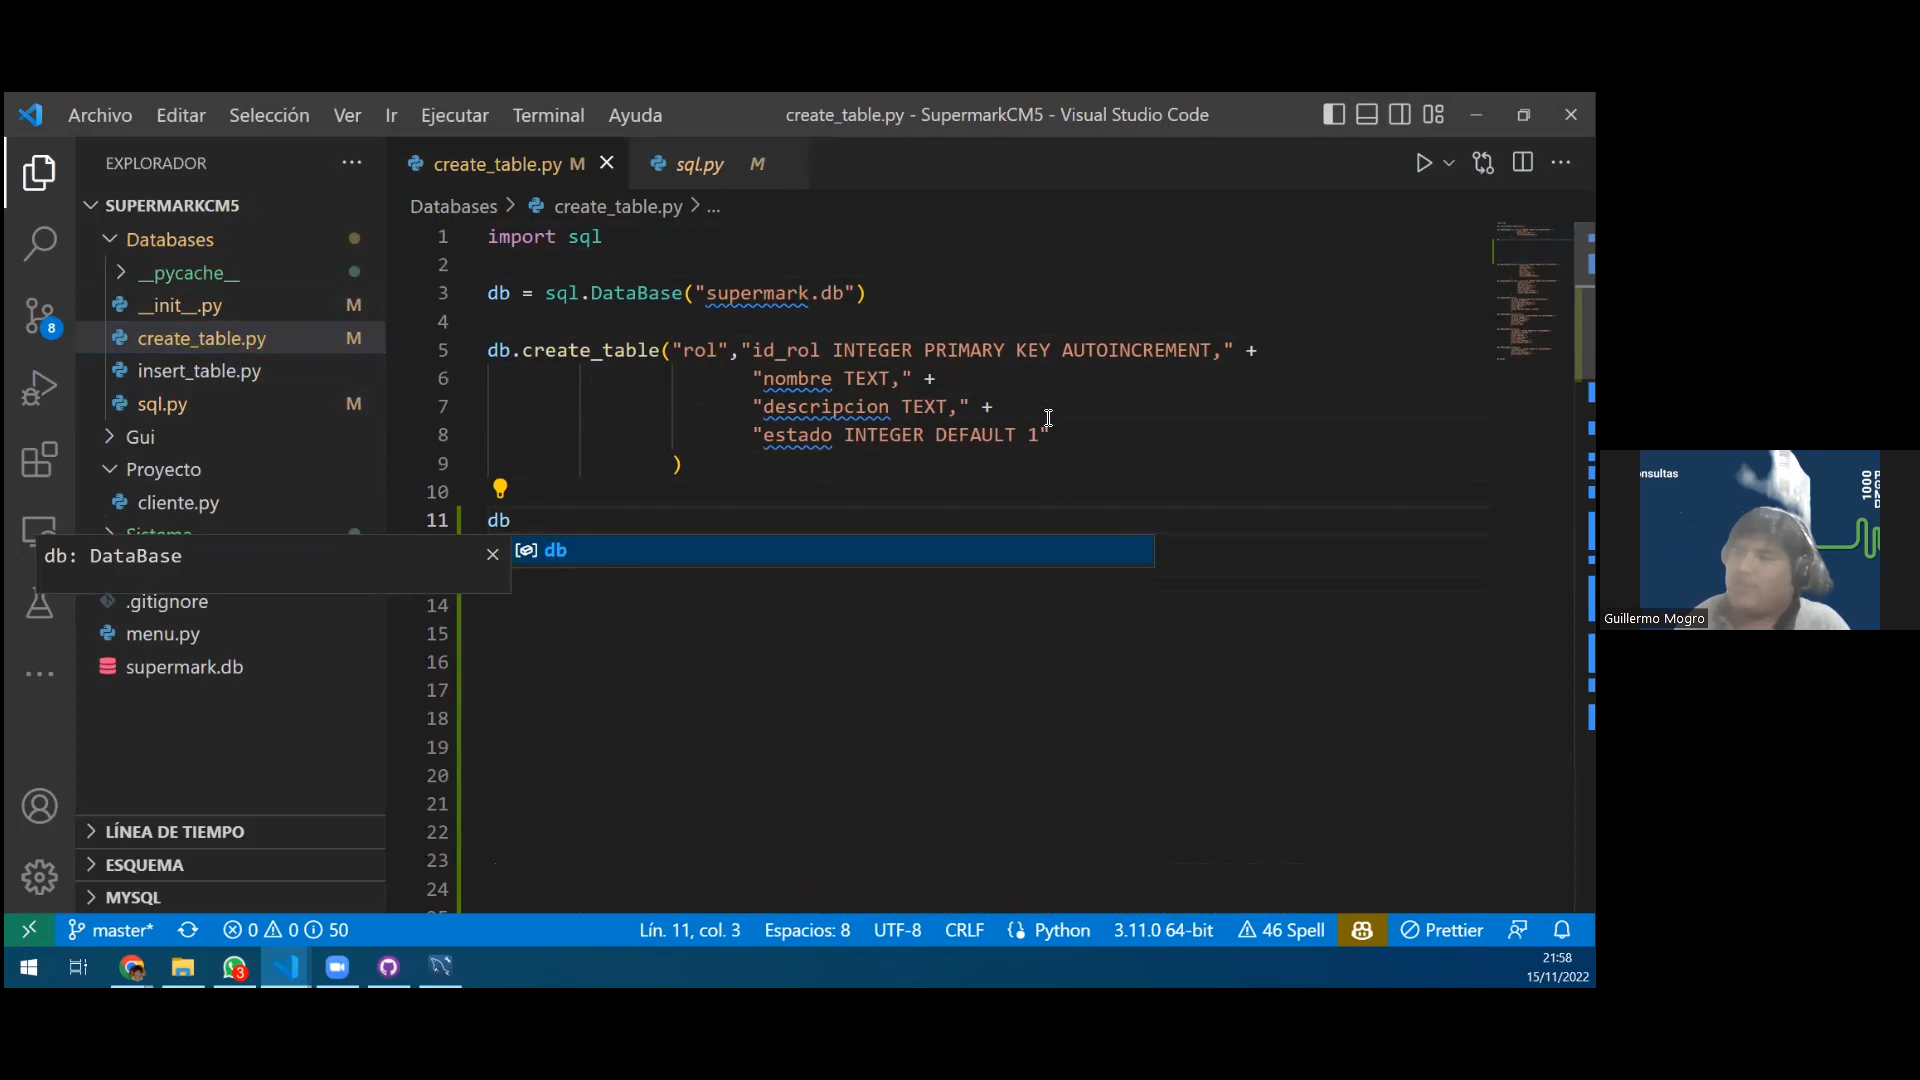 Archivo Editar Selección Ver Ir Ejecutar Terminal Ayuda create_table.py - SupermarkCM5 - Visual Studio Code
EXPLORADOR
create_table.py M
sql.py M
SUPERMARKCM5
Databases
__pycache__
__init__.py M
create_table.py M
insert_table.py
sql.py M
Gui
Proyecto
cliente.py
Sistema
.gitignore
menu.py
supermark.db
LÍNEA DE TIEMPO
ESQUEMA
MYSQL
8
Databases > create_table.py > ...
1 import sql
2
3 db = sql.DataBase("supermark.db")
4
5 db.create_table("rol","id_rol INTEGER PRIMARY KEY AUTOINCREMENT," +
6 "nombre TEXT," +
7 "descripcion TEXT," +
8 "estado INTEGER DEFAULT 1"
9 )
10
11 db
db: DataBase
db
14
15
16
17
18
19
20
21
22
23
24
master* 0 0 50 Lín. 11, col. 3 Espacios: 8 UTF-8 CRLF Python 3.11.0 64-bit 46 Spell Prettier
3
21:58
15/11/2022
onsultas
1000
Guillermo Mogro